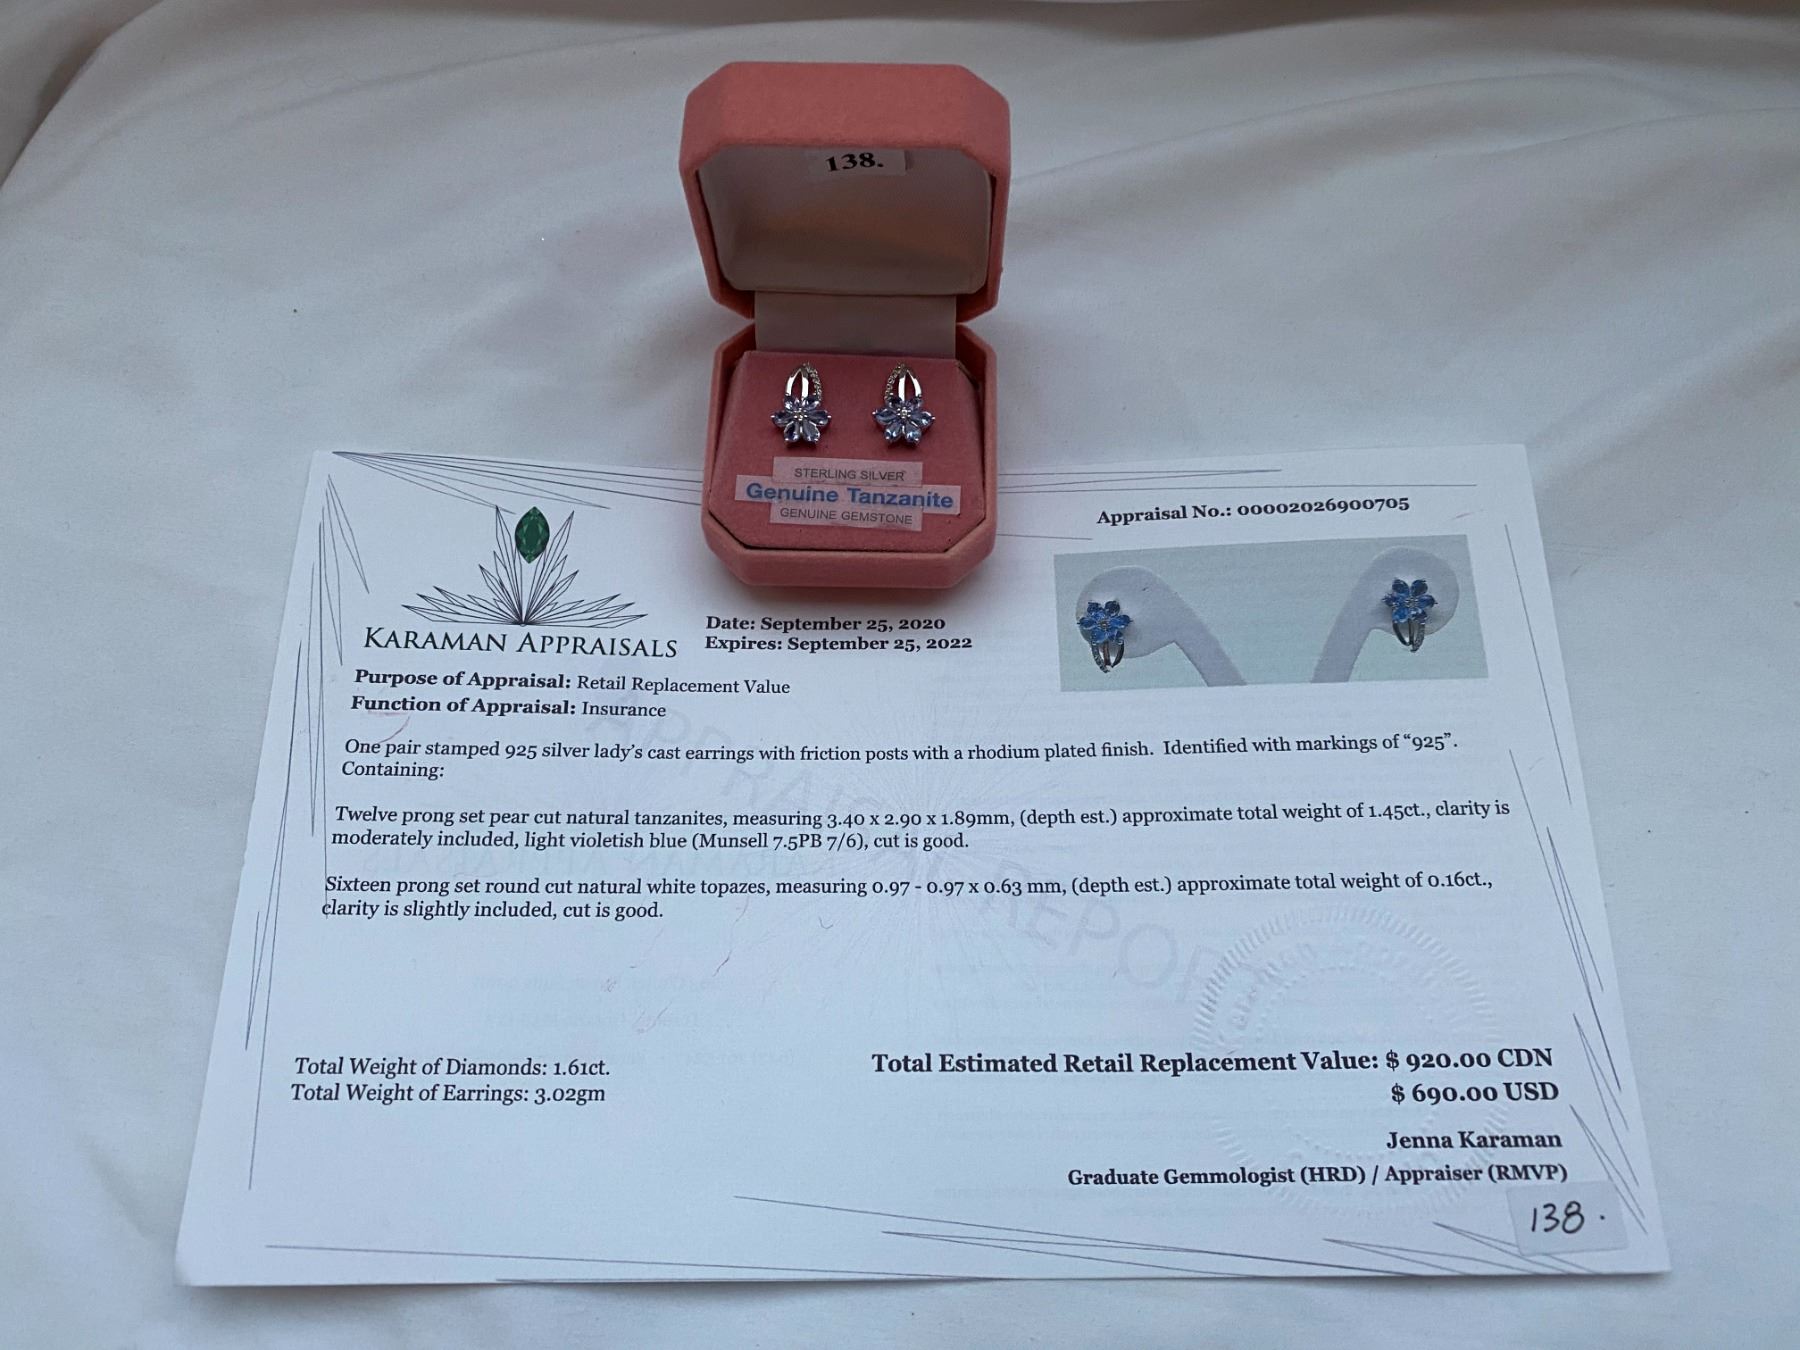 138.
STERLING SILVER
Genuine Tanzanite
GENUINE GEMSTONE
Appraisal No.: 00002026900705
KARAMAN APPRAISALS
Date: September 25, 2020
Expires: September 25, 2022
Purpose of Appraisal: Retail Replacement Value
Function of Appraisal: Insurance
One pair stamped 925 silver lady's cast earrings with friction posts with a rhodium plated finish. Identified with markings of "925".
Containing:
Twelve prong set pear cut natural tanzanites, measuring 3.40 x 2.90 x 1.89mm, (depth est.) approximate total weight of 1.45ct., clarity is
moderately included, light violetish blue (Munsell 7.5PB 7/6), cut is good.
Sixteen prong set round cut natural white topazes, measuring 0.97 - 0.97 x 0.63 mm, (depth est.) approximate total weight of 0.16ct.,
clarity is slightly included, cut is good.
APPRAISAL REPORT
Total Weight of Diamonds: 1.61ct.
Total Weight of Earrings: 3.02gm
Total Estimated Retail Replacement Value: $ 920.00 CDN
$ 690.00 USD
Jenna Karaman
Graduate Gemmologist (HRD) / Appraiser (RMVP)
138.